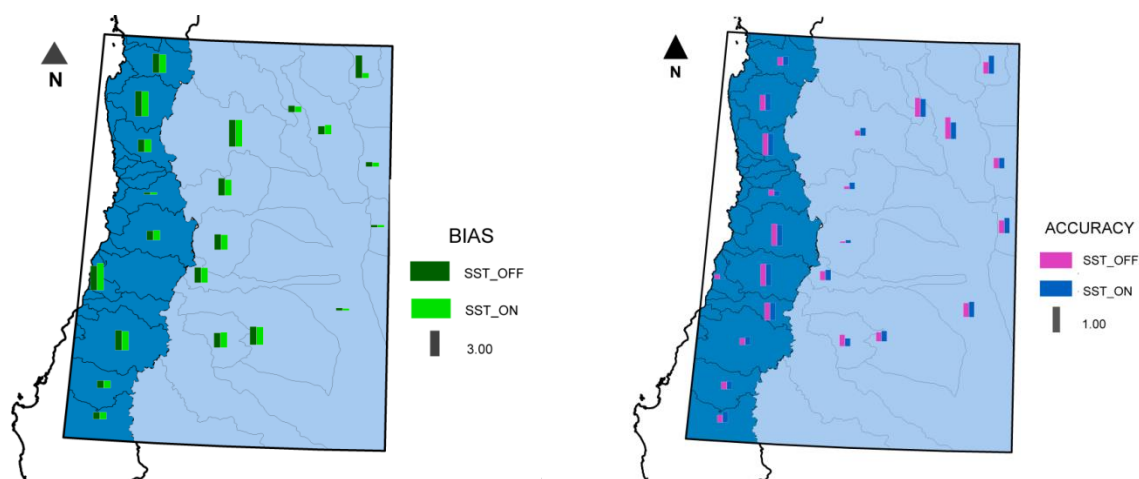 N
BIAS
SST_OFF
SST_ON
3.00
N
ACCURACY
SST_OFF
SST_ON
1.00